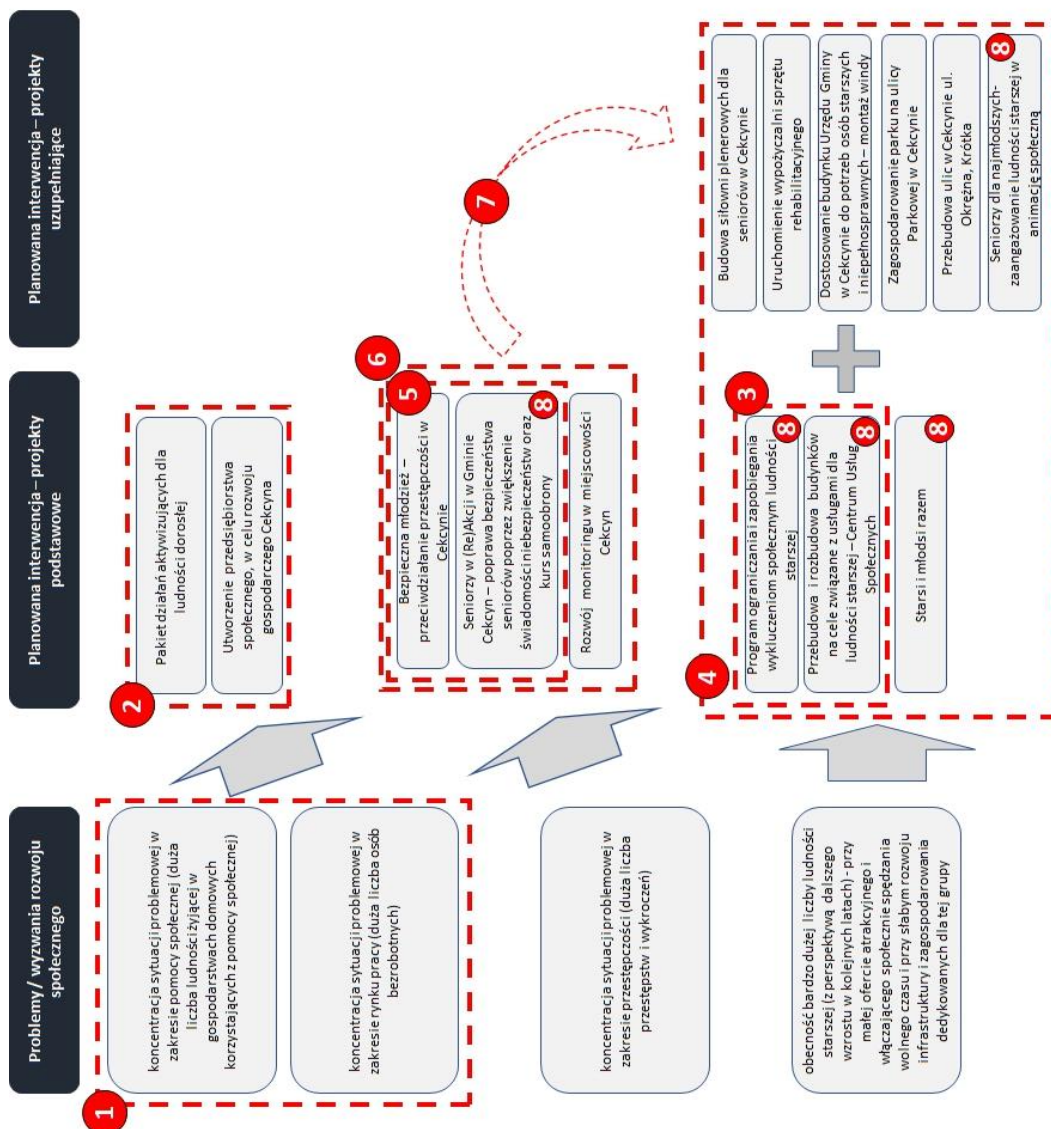 Problemy / wyzwania rozwoju
społecznego
Planowana interwencja – projekty
podstawowe
Planowana interwencja – projekty
uzupełniające
1
koncentracja sytuacji problemowej w
zakresie pomocy społecznej (duża
liczba ludności żyjącej w
gospodarstwach domowych
korzystających z pomocy społecznej)
koncentracja sytuacji problemowej w
zakresie rynku pracy (duża liczba osób
bezrobotnych)
2
Pakiet działań aktywizujących dla
ludności dorosłej
Utworzenie przedsiębiorstwa
społecznego, w celu rozwoju
gospodarczego Cekcyna
koncentracja sytuacji problemowej w
zakresie przestępczości (duża liczba
przestępstw i wykroczeń)
6
5
Bezpieczna młodzież –
przeciwdziałanie przestępczości w
Cekcynie
Seniorzy w (Re)Akcji w Gminie
Cekcyn – poprawa bezpieczeństwa
seniorów poprzez zwiększenie
świadomości niebezpieczeństw oraz
kurs samoobrony
8
Rozwój monitoringu w miejscowości
Cekcyn
7
obecność bardzo dużej liczby ludności
starszej (z perspektywą dalszego
wzrostu w kolejnych latach) - przy
małej ofercie atrakcyjnego i
włączającego społecznie spędzania
wolnego czasu i przy słabym rozwoju
infrastruktury i zagospodarowania
dedykowanych dla tej grupy
4
3
Program ograniczania i zapobiegania
wykluczeniom społecznym ludności
starszej
8
Przebudowa i rozbudowa budynków
na cele związane z usługami dla
ludności starszej – Centrum Usług
Społecznych
8
Starsi i młodsi razem
8
Budowa siłowni plenerowych dla
seniorów w Cekcynie
Uruchomienie wypożyczalni sprzętu
rehabilitacyjnego
Dostosowanie budynku Urzędu Gminy
w Cekcynie do potrzeb osób starszych
i niepełnosprawnych – montaż windy
Zagospodarowanie parku na ulicy
Parkowej w Cekcynie
Przebudowa ulic w Cekcynie ul.
Okrężna, Krótka
Seniorzy dla najmłodszych-
zaangażowanie ludności starszej w
animację społeczną
8